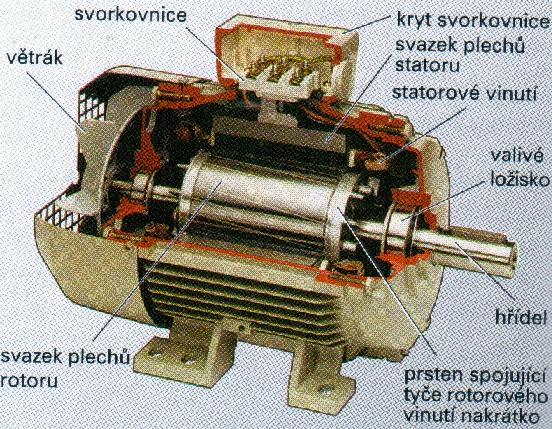 svorkovnice
kryt svorkovnice
svazek plechů
statoru
větrák
statorové vinutí
valivé
ložisko
hřídel
svazek plechů
rotoru
prsten spojující
tyče rotorového
vinutí nakrátko